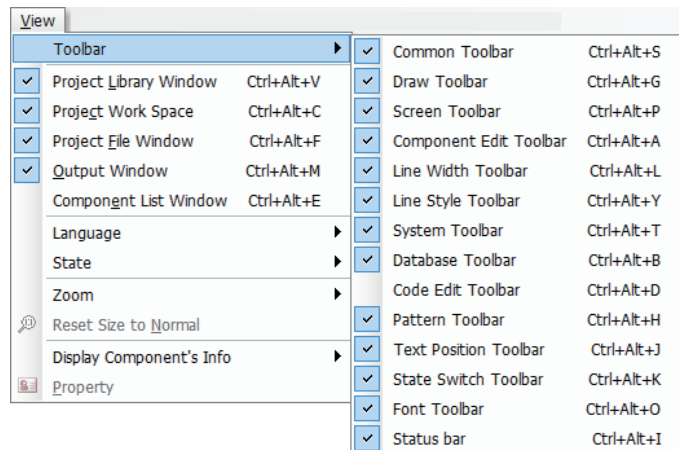 View
Toolbar
Project Library Window Ctrl+Alt+V
Project Work Space Ctrl+Alt+C
Project File Window Ctrl+Alt+F
Output Window Ctrl+Alt+M
Component List Window Ctrl+Alt+E
Language
State
Zoom
Reset Size to Normal
Display Component's Info
Property
Common Toolbar Ctrl+Alt+S
Draw Toolbar Ctrl+Alt+G
Screen Toolbar Ctrl+Alt+P
Component Edit Toolbar Ctrl+Alt+A
Line Width Toolbar Ctrl+Alt+L
Line Style Toolbar Ctrl+Alt+Y
System Toolbar Ctrl+Alt+T
Database Toolbar Ctrl+Alt+B
Code Edit Toolbar Ctrl+Alt+D
Pattern Toolbar Ctrl+Alt+H
Text Position Toolbar Ctrl+Alt+J
State Switch Toolbar Ctrl+Alt+K
Font Toolbar Ctrl+Alt+O
Status bar Ctrl+Alt+I